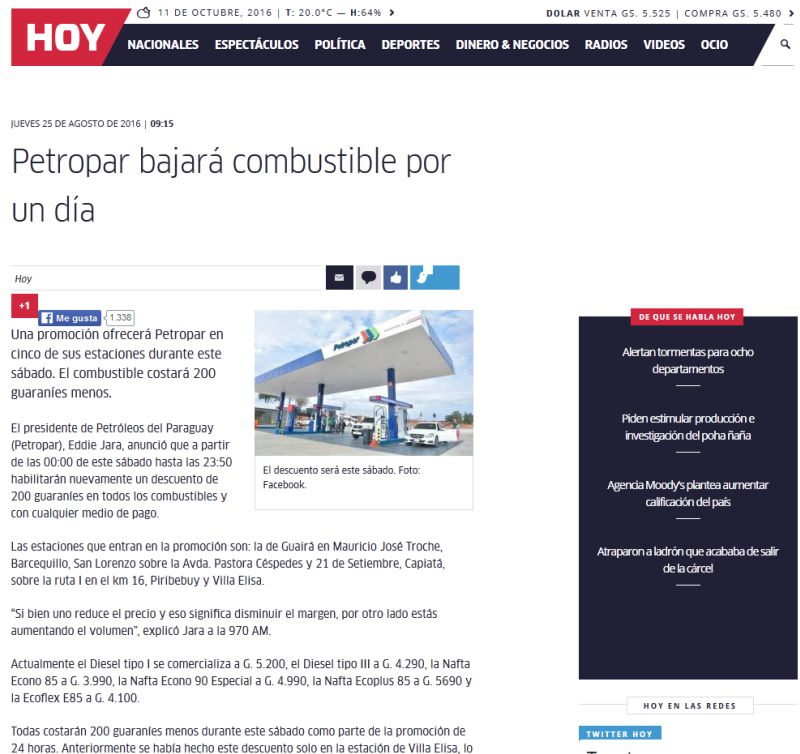 HOY
11 DE OCTUBRE, 2016 | T: 20.0°C — H:64%
DOLAR VENTA GS. 5.525 | COMPRA GS. 5.480
NACIONALES ESPECTÁCULOS POLÍTICA DEPORTES DINERO & NEGOCIOS RADIOS VIDEOS OCIO
JUEVES 25 DE AGOSTO DE 2016 | 09:15
Petropar bajará combustible por
un día
Hoy
+1
Me gusta 1.338
Una promoción ofrecerá Petropar en
cinco de sus estaciones durante este
sábado. El combustible costará 200
guaraníes menos.
Petropar
El descuento será este sábado. Foto:
Facebook.
El presidente de Petróleos del Paraguay
(Petropar), Eddie Jara, anunció que a partir
de las 00:00 de este sábado hasta las 23:50
habilitarán nuevamente un descuento de
200 guaraníes en todos los combustibles y
con cualquier medio de pago.
Las estaciones que entran en la promoción son: la de Guairá en Mauricio José Troche,
Barcequillo, San Lorenzo sobre la Avda. Pastora Céspedes y 21 de Setiembre, Capiatá,
sobre la ruta I en el km 16, Piribebuy y Villa Elisa.
“Si bien uno reduce el precio y eso significa disminuir el margen, por otro lado estás
aumentando el volumen”, explicó Jara a la 970 AM.
Actualmente el Diesel tipo I se comercializa a G. 5.200, el Diesel tipo III a G. 4.290, la Nafta
Econo 85 a G. 3.990, la Nafta Econo 90 Especial a G. 4.990, la Nafta Ecoplus 85 a G. 5690 y
la Ecoflex E85 a G. 4.100.
Todas costarán 200 guaraníes menos durante este sábado como parte de la promoción de
24 horas. Anteriormente se había hecho este descuento solo en la estación de Villa Elisa, lo
DE QUE SE HABLA HOY
Alertan tormentas para ocho
departamentos
Piden estimular producción e
investigación del poha ñaña
Agencia Moody's plantea aumentar
calificación del país
Atraparon a ladrón que acababa de salir
de la cárcel
HOY EN LAS REDES
TWITTER HOY